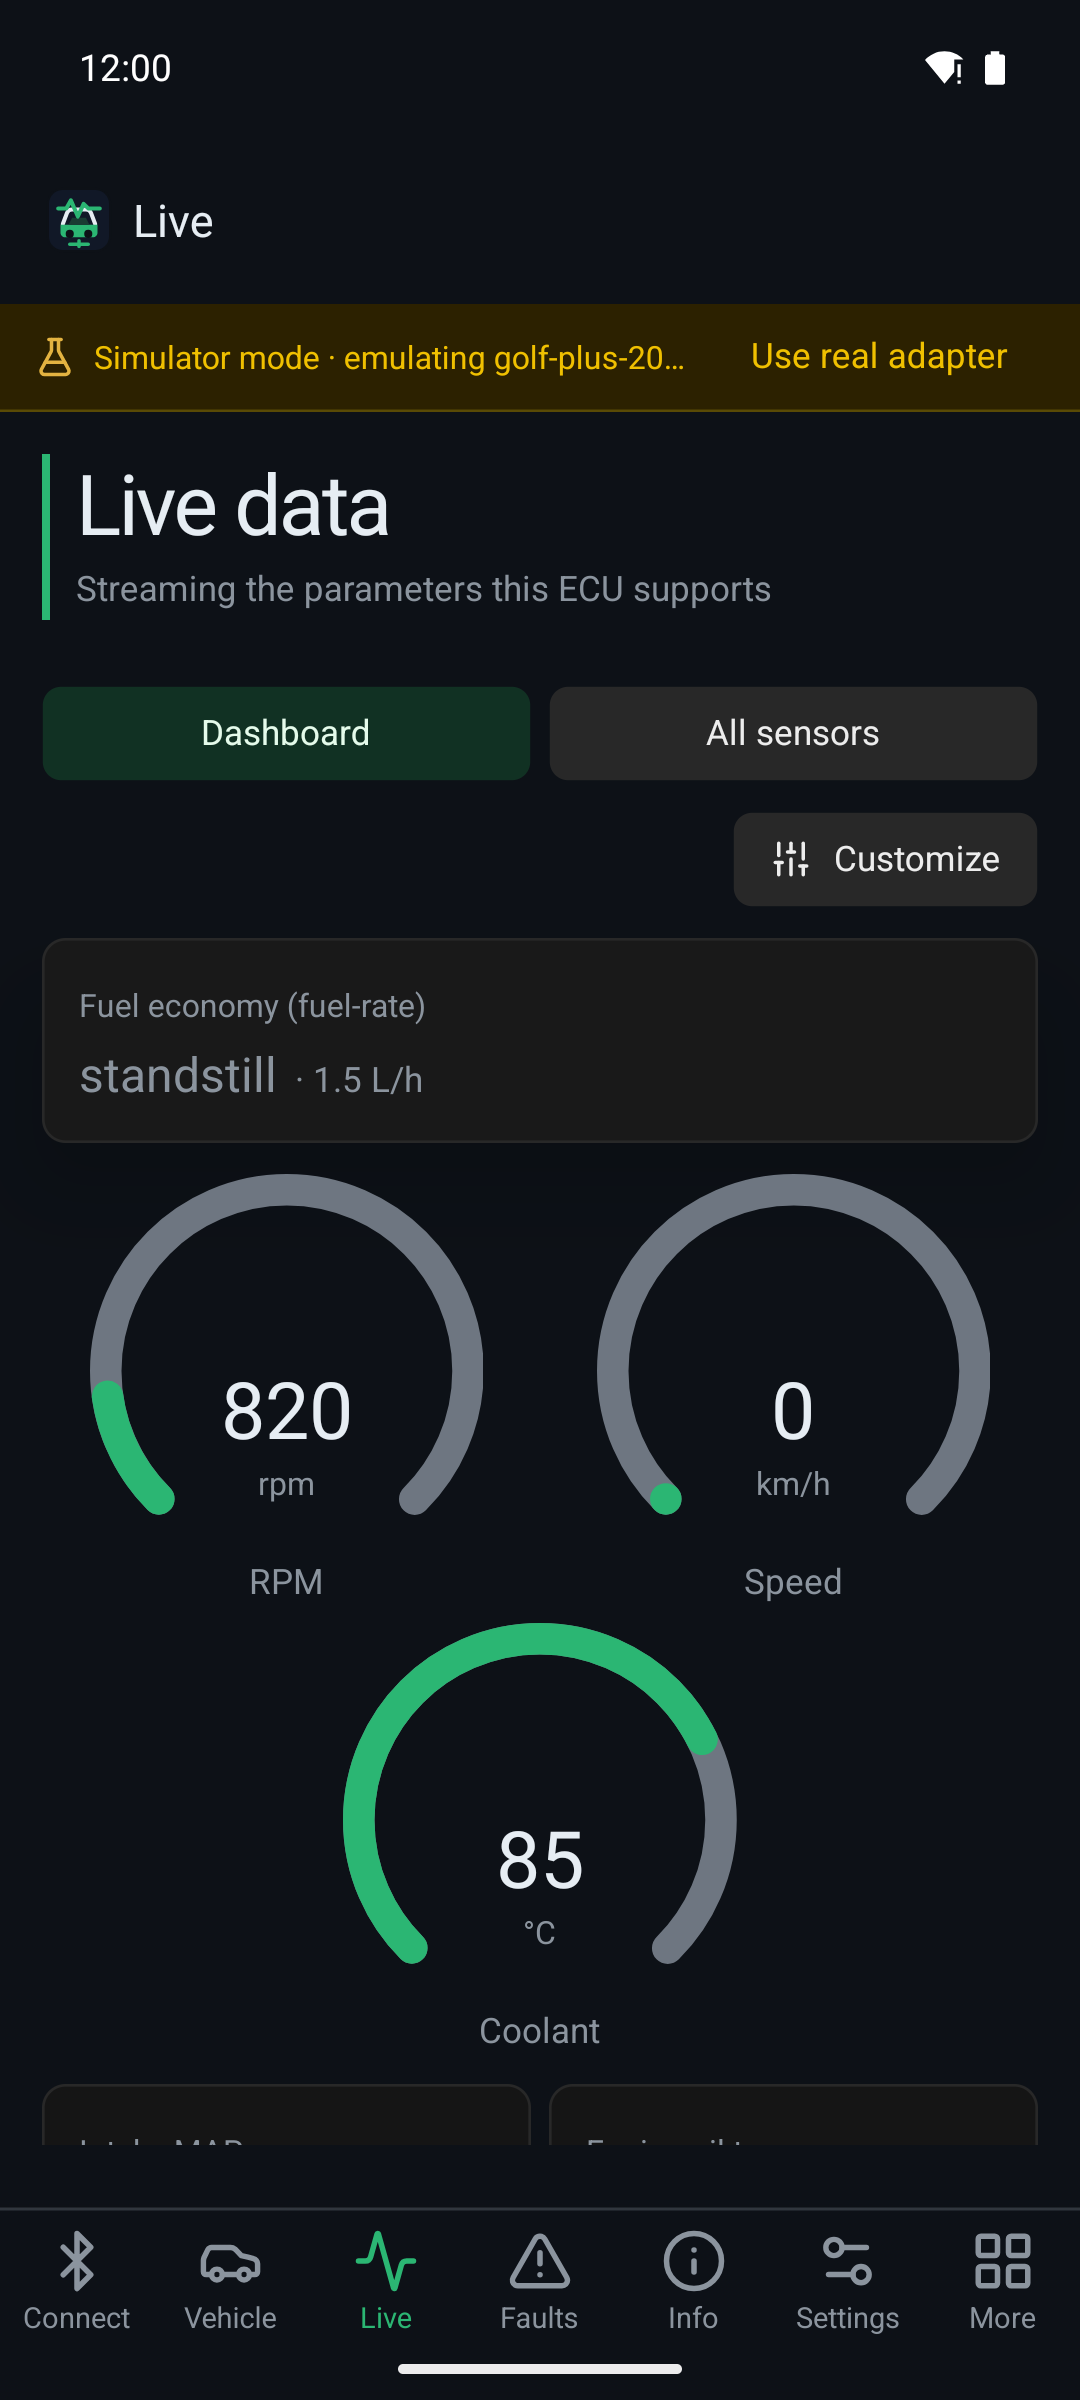 12:00
Live
Simulator mode · emulating golf-plus-20…
Use real adapter
Live data
Streaming the parameters this ECU supports
Dashboard
All sensors
Customize
Fuel economy (fuel-rate)
standstill · 1.5 L/h
820
rpm
RPM
0
km/h
Speed
85
°C
Coolant
Connect
Vehicle
Live
Faults
Info
Settings
More